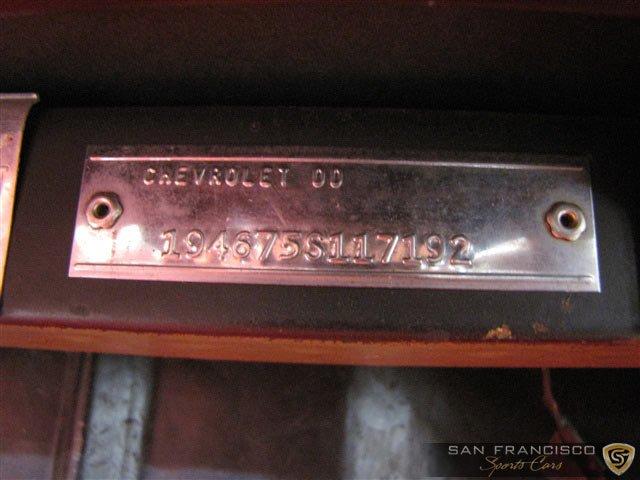 CHEVROLET 00
194675S117192
SAN FRANCISCO
Sports Cars